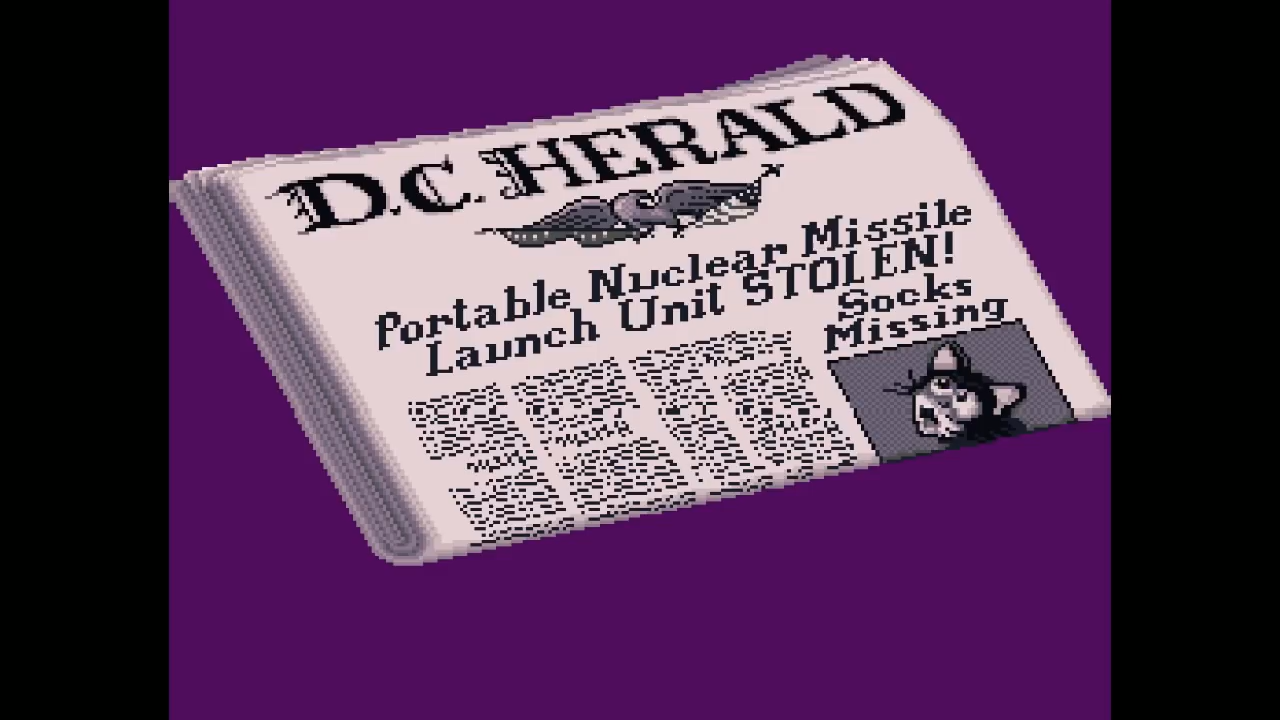 D.C. HERALD
Portable Nuclear Missile
Launch Unit STOLEN!
Socks
Missing